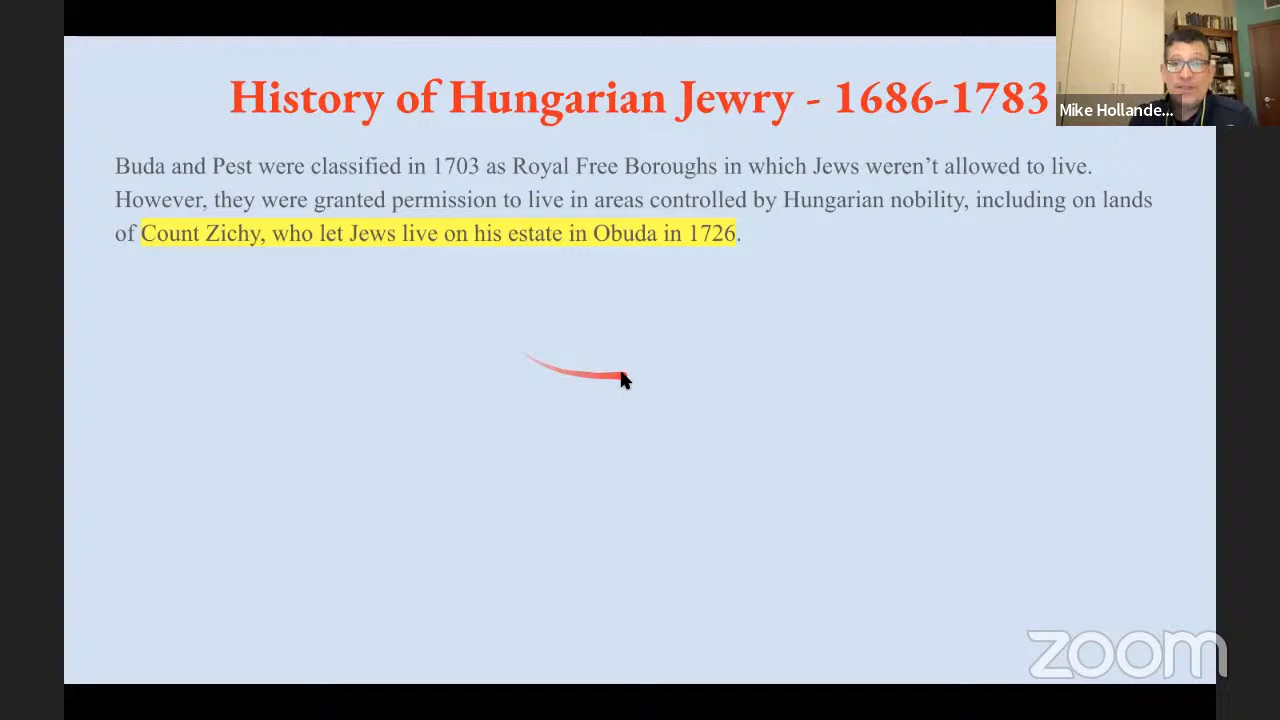 History of Hungarian Jewry - 1686-1783
Mike Hollande...
Buda and Pest were classified in 1703 as Royal Free Boroughs in which Jews weren’t allowed to live.
However, they were granted permission to live in areas controlled by Hungarian nobility, including on lands
of Count Zichy, who let Jews live on his estate in Obuda in 1726.
zoom